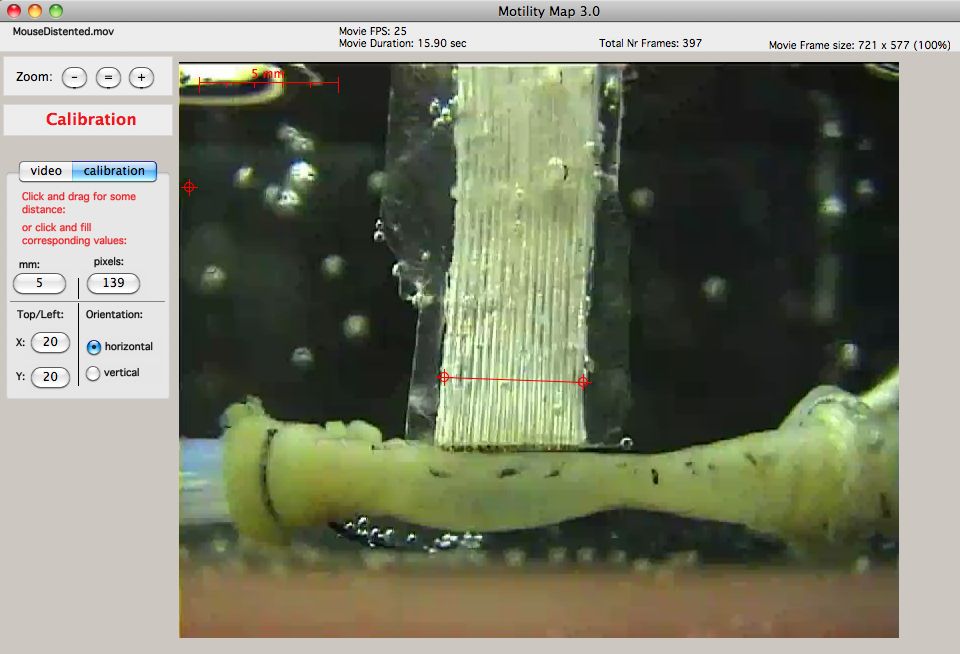 Motility Map 3.0
MouseDistented.mov
Movie FPS: 25
Movie Duration: 15.90 sec
Total Nr Frames: 397
Movie Frame size: 721 x 577 (100%)
Zoom: - = +
5 mm
Calibration
video calibration
Click and drag for some
distance:
or click and fill
corresponding values:
mm: pixels:
5 139
Top/Left: Orientation:
X: 20 horizontal
Y: 20 vertical